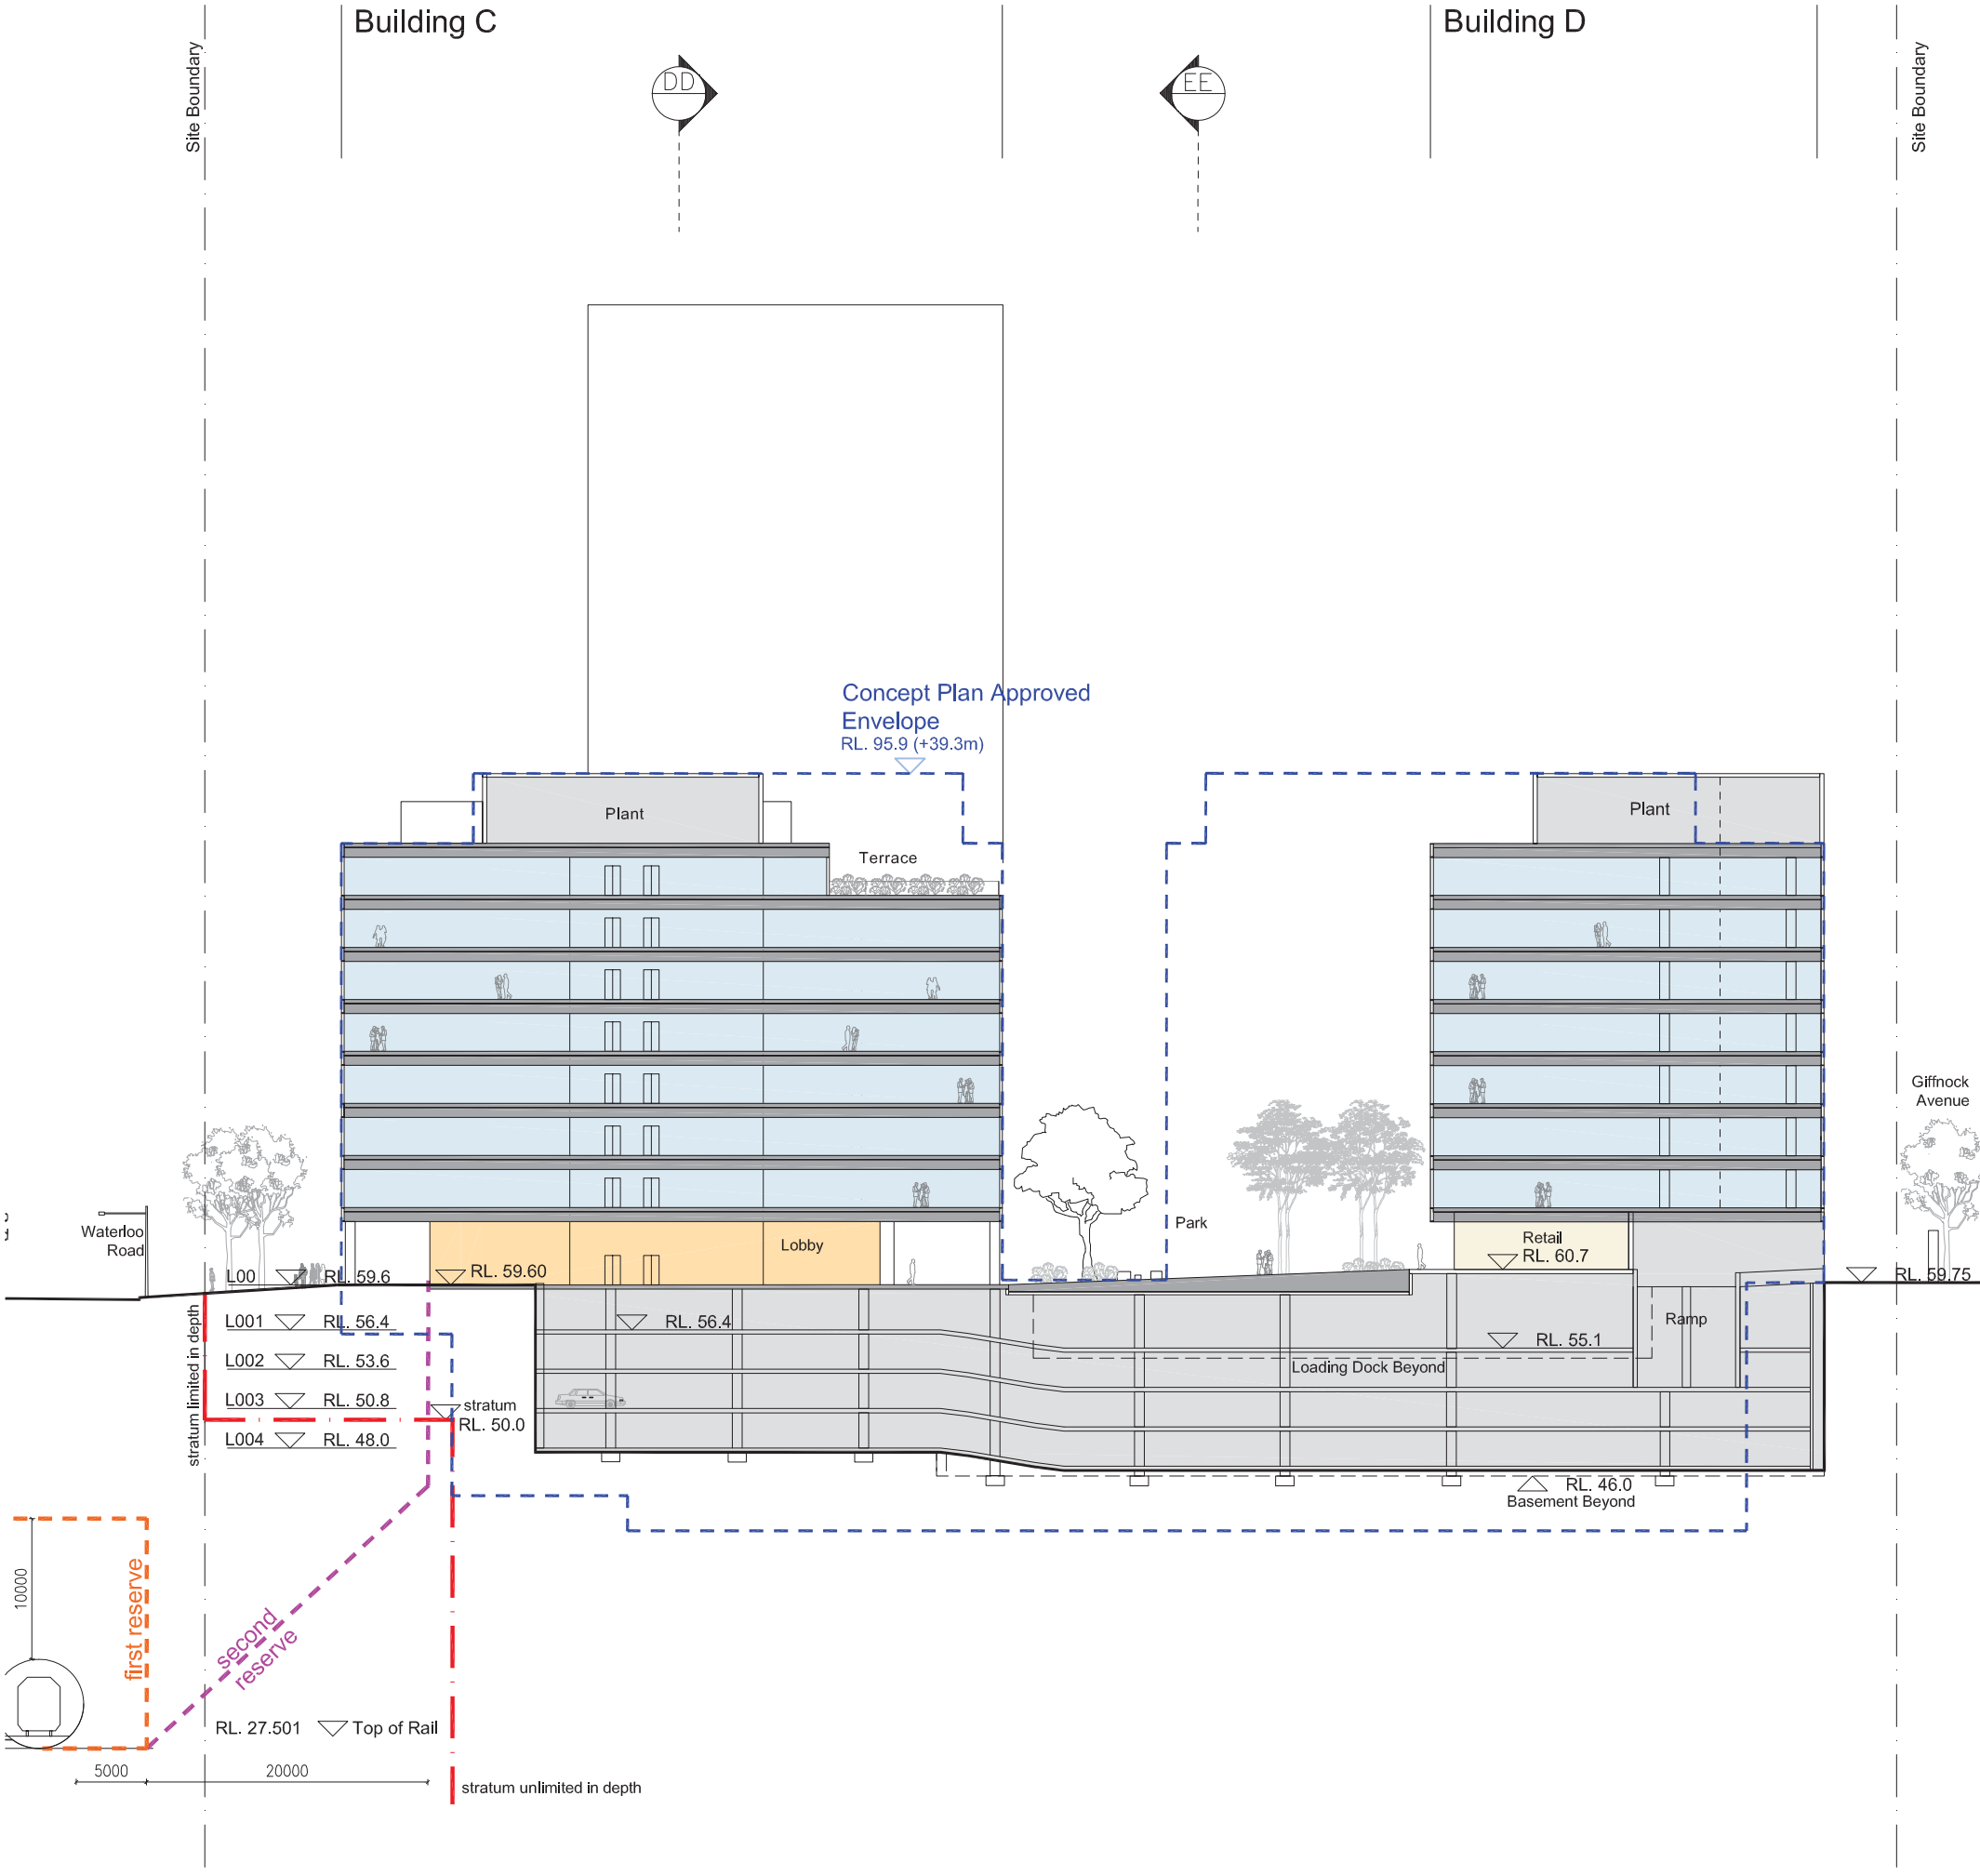 Building C
Building D
Site Boundary
DD
EE
Site Boundary
Concept Plan Approved
Envelope
RL. 95.9 (+39.3m)
Plant
Plant
Terrace
Giffnock
Avenue
Waterloo
Road
Park
Lobby
Retail
RL. 60.7
L00 RL. 59.6
RL. 59.60
RL. 59.75
L001 RL. 56.4
RL. 56.4
Ramp
RL. 55.1
L002 RL. 53.6
Loading Dock Beyond
stratum limited in depth
L003 RL. 50.8
stratum
RL. 50.0
L004 RL. 48.0
RL. 46.0
Basement Beyond
10000
first reserve
second
reserve
RL. 27.501 Top of Rail
5000
20000
stratum unlimited in depth